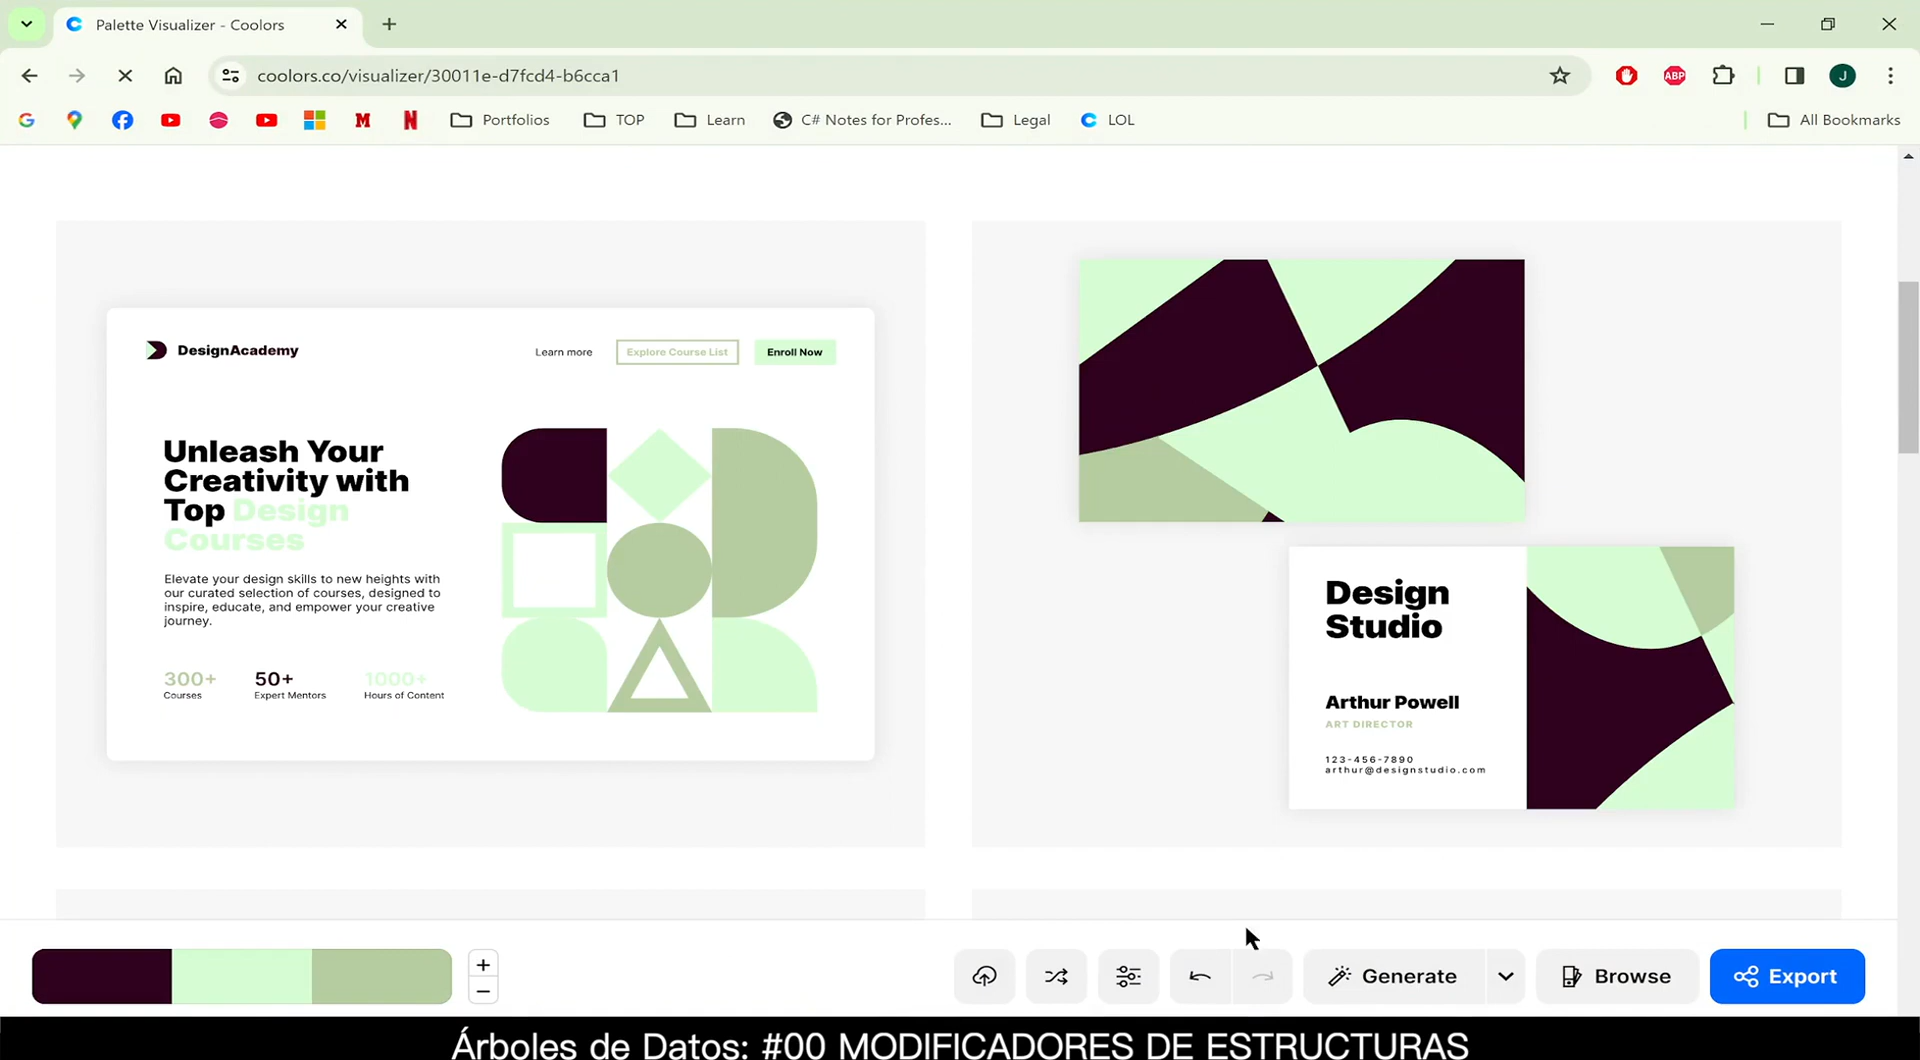 Palette Visualizer - Coolors
coolors.co/visualizer/30011e-d7fcd4-b6cca1
ABP
J
M
N
Portfolios
TOP
Learn
C# Notes for Profes...
Legal
LOL
All Bookmarks
DesignAcademy
Learn more
Explore Course List
Enroll Now
Unleash Your
Creativity with
Top Design
Courses
Elevate your design skills to new heights with
our curated selection of courses, designed to
inspire, educate, and empower your creative
journey.
300+
Courses
50+
Expert Mentors
1000+
Hours of Content
Design
Studio
Arthur Powell
ART DIRECTOR
123-456-7890
arthur@designstudio.com
Generate
Browse
Export
Árboles de Datos: #00 MODIFICADORES DE ESTRUCTURAS